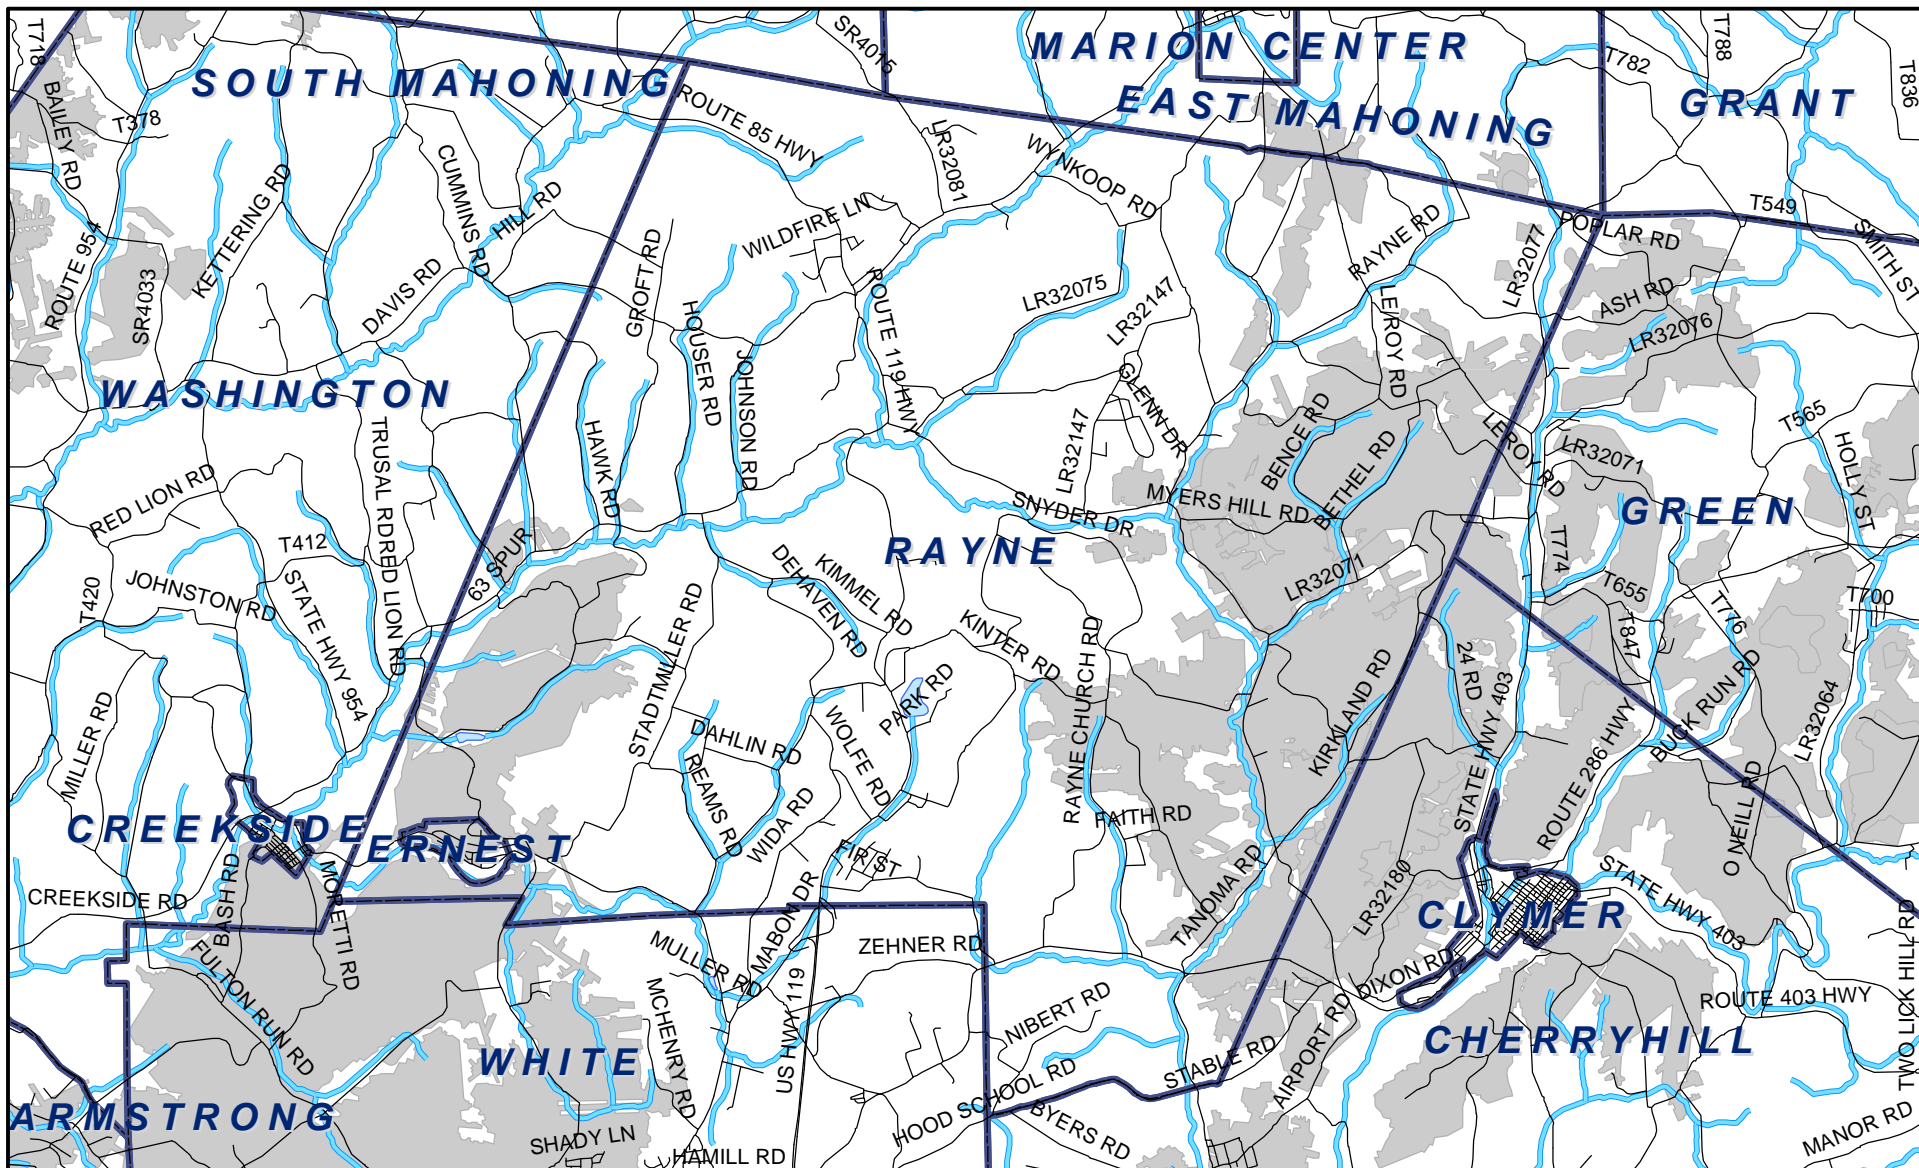 T718
SR4015
MARION CENTER
T782
T788
T836
SOUTH MAHONING
BAILEY RD
T378
ROUTE 85 HWY
LR32081
EAST MAHONING
GRANT
CUMMINS RD
HILL RD
WYNKOOP RD
KETTERING RD
ROUTE 954
SR4033
DAVIS RD
GROFT RD
WILDFIRE LN
RAYNE RD
LR32077
POPLAR RD
T549
SMITH ST
HOUSER RD
JOHNSON RD
ROUTE 119 HWY
LR32075
LR32147
LEROY RD
ASH RD
LR32076
WASHINGTON
TRUSAL RD
RED LION RD
HAWK RD
GLENN DR
LR32147
BENCE RD
BETHEL RD
LEROY RD
LR32071
T565
HOLLY ST
RED LION RD
T412
63 SPUR
SNYDER DR
MYERS HILL RD
GREEN
RAYNE
T774
T655
T847
T776
T700
T420
JOHNSTON RD
STATE HWY 954
DEHAVEN RD
KIMMEL RD
KINTER RD
RAYNE CHURCH RD
LR32071
24 RD
STATE HWY 403
KIRKLAND RD
STADTMILLER RD
PARK RD
MILLER RD
DAHLIN RD
REAMS RD
WOLFE RD
WIDA RD
ROUTE 286 HWY
BUCK RUN RD
LR32064
O NEILL RD
CREEKSIDE
ERNEST
FIR ST
FAITH RD
TANOMA RD
LR32180
CLYMER
STATE HWY 403
CREEKSIDE RD
BASH RD
MORETTI RD
FULTON RUN RD
MULLER RD
MABON DR
ZEHNER RD
DIXON RD
ROUTE 403 HWY
TWO LICK HILL RD
WHITE
MCHENRY RD
US HWY 119
NIBERT RD
STABLE RD
AIRPORT RD
CHERRYHILL
ARMSTRONG
SHADY LN
HAMILL RD
HOOD SCHOOL RD
BYERS RD
MANOR RD